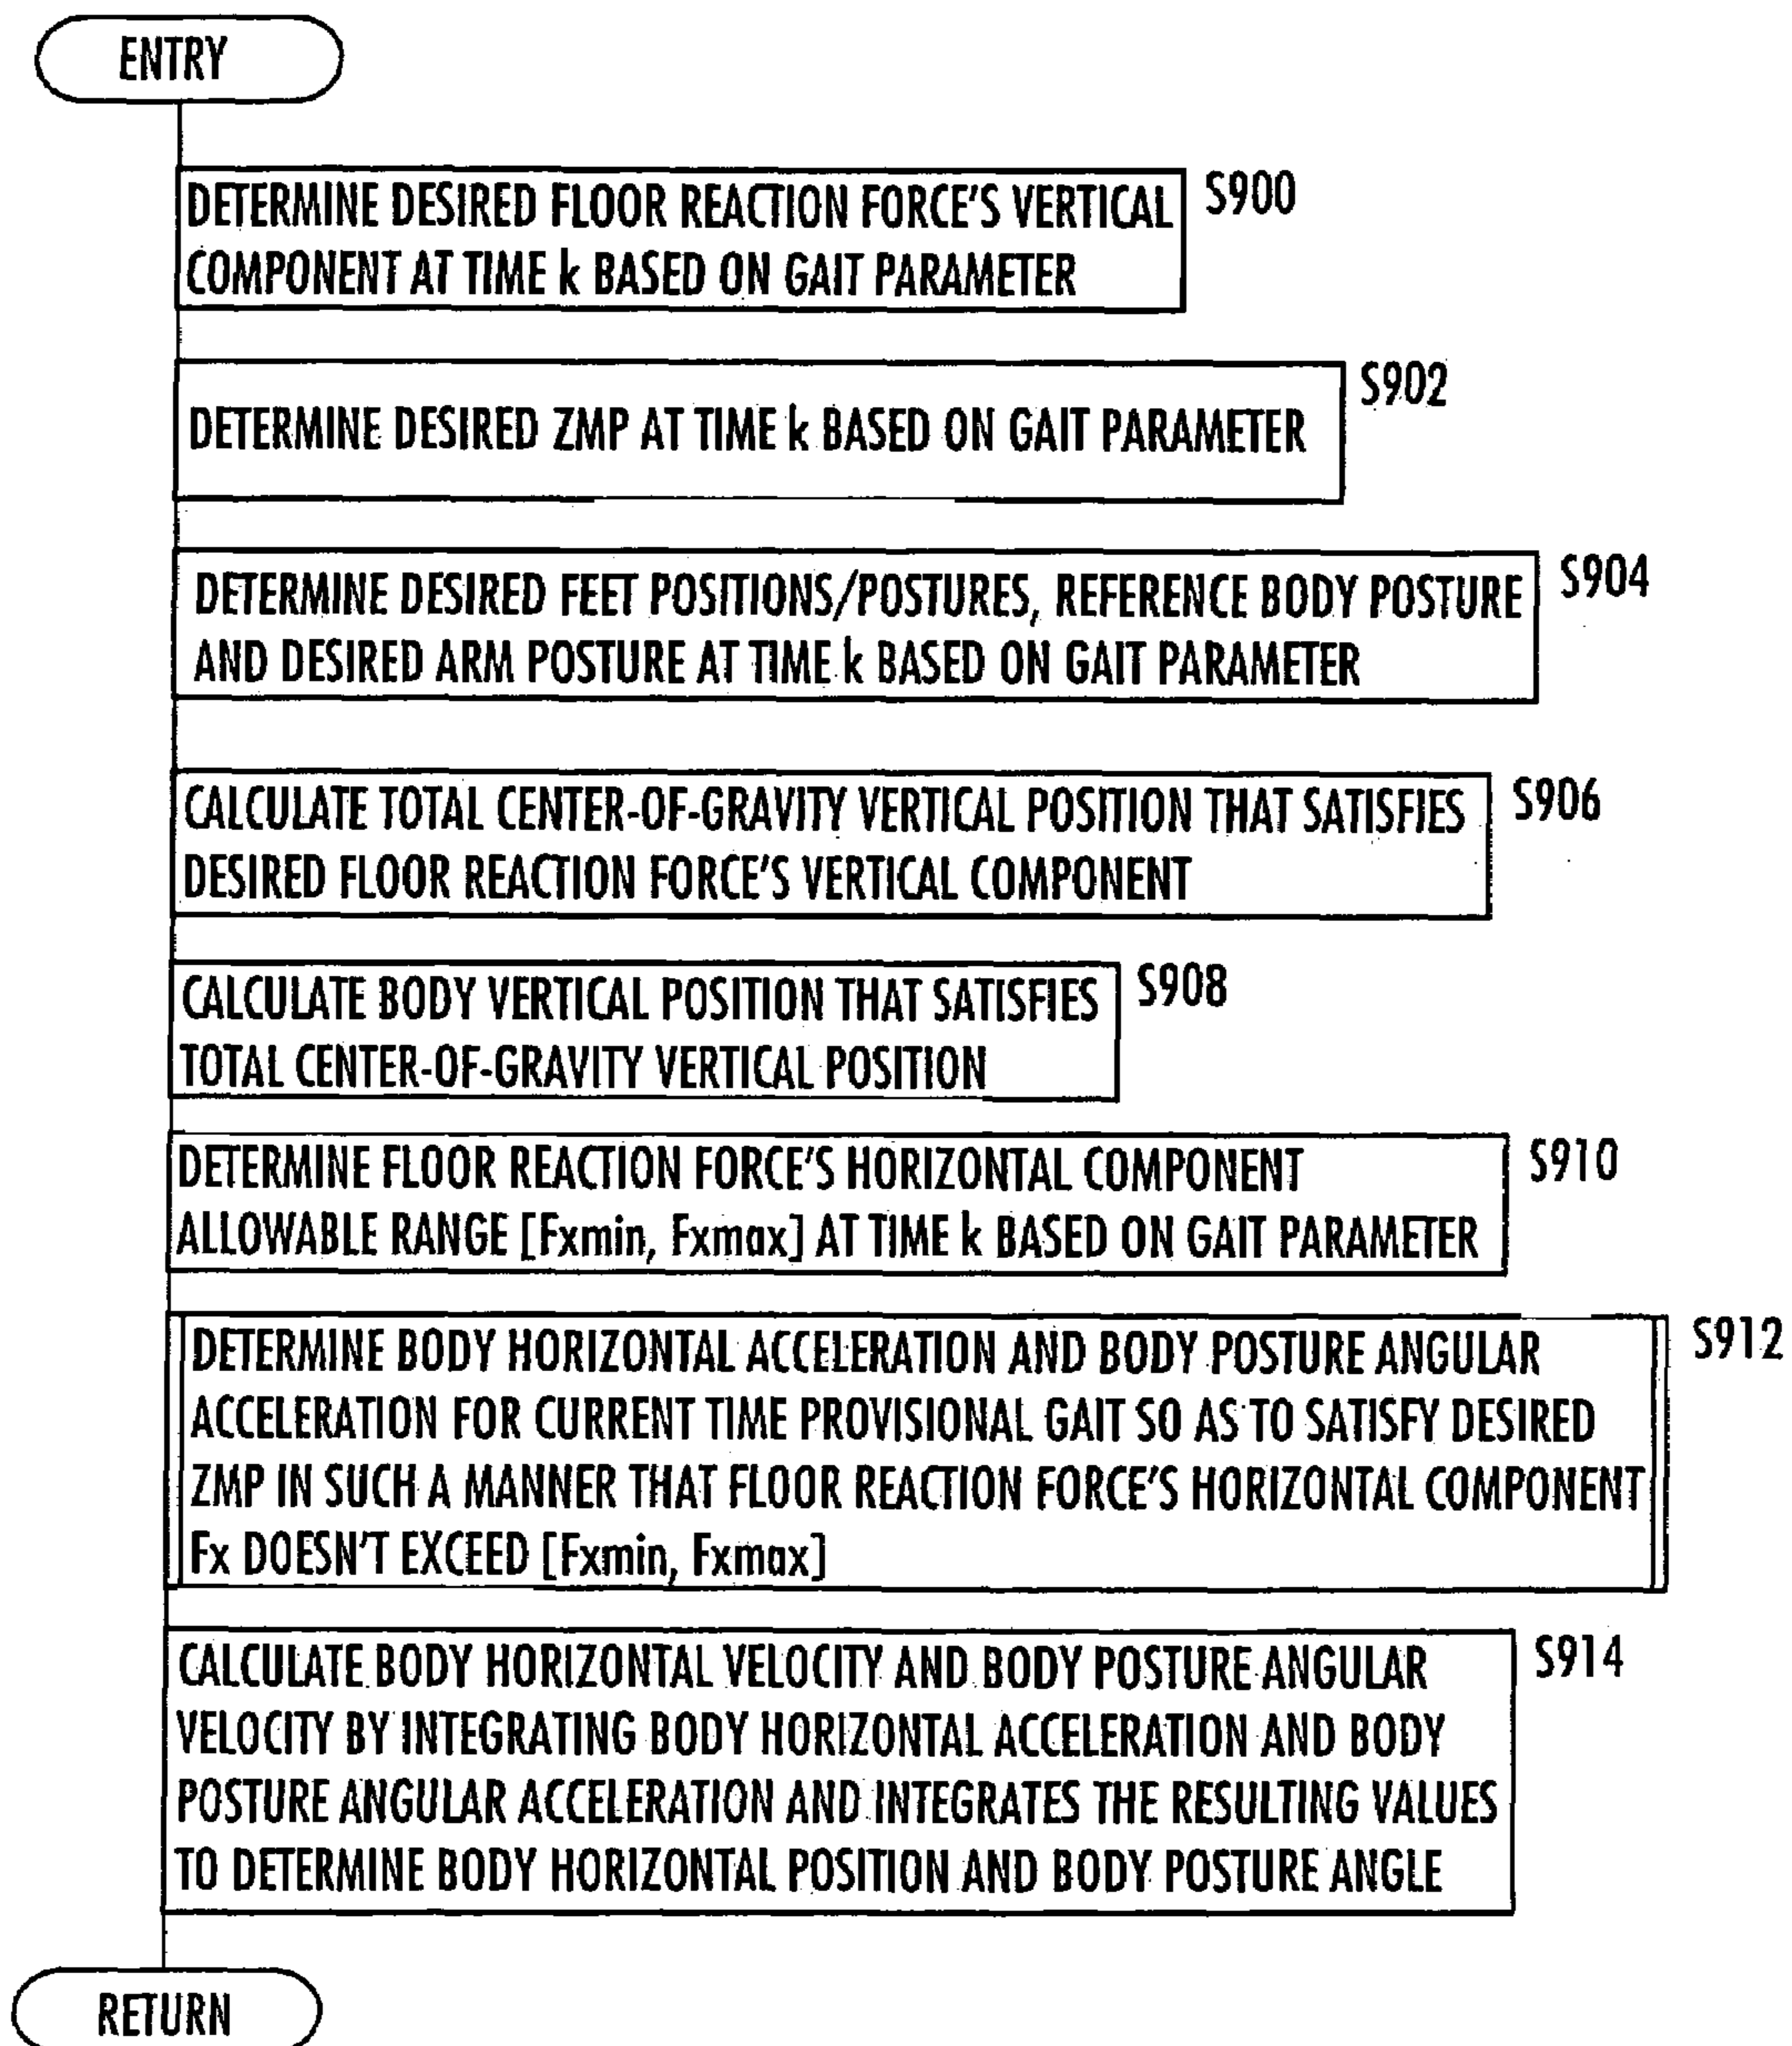 ENTRY
DETERMINE DESIRED FLOOR REACTION FORCE'S VERTICAL
COMPONENT AT TIME k BASED ON GAIT PARAMETER
S900
DETERMINE DESIRED ZMP AT TIME k BASED ON GAIT PARAMETER
S902
DETERMINE DESIRED FEET POSITIONS/POSTURES, REFERENCE BODY POSTURE
AND DESIRED ARM POSTURE AT TIME k BASED ON GAIT PARAMETER
S904
CALCULATE TOTAL CENTER-OF-GRAVITY VERTICAL POSITION THAT SATISFIES
DESIRED FLOOR REACTION FORCE'S VERTICAL COMPONENT
S906
CALCULATE BODY VERTICAL POSITION THAT SATISFIES
TOTAL CENTER-OF-GRAVITY VERTICAL POSITION
S908
DETERMINE FLOOR REACTION FORCE'S HORIZONTAL COMPONENT
ALLOWABLE RANGE [Fxmin, Fxmax] AT TIME k BASED ON GAIT PARAMETER
S910
DETERMINE BODY HORIZONTAL ACCELERATION AND BODY POSTURE ANGULAR
ACCELERATION FOR CURRENT TIME PROVISIONAL GAIT SO AS TO SATISFY DESIRED
ZMP IN SUCH A MANNER THAT FLOOR REACTION FORCE'S HORIZONTAL COMPONENT
Fx DOESN'T EXCEED [Fxmin, Fxmax]
S912
CALCULATE BODY HORIZONTAL VELOCITY AND BODY POSTURE ANGULAR
VELOCITY BY INTEGRATING BODY HORIZONTAL ACCELERATION AND BODY
POSTURE ANGULAR ACCELERATION AND INTEGRATES THE RESULTING VALUES
TO DETERMINE BODY HORIZONTAL POSITION AND BODY POSTURE ANGLE
S914
RETURN